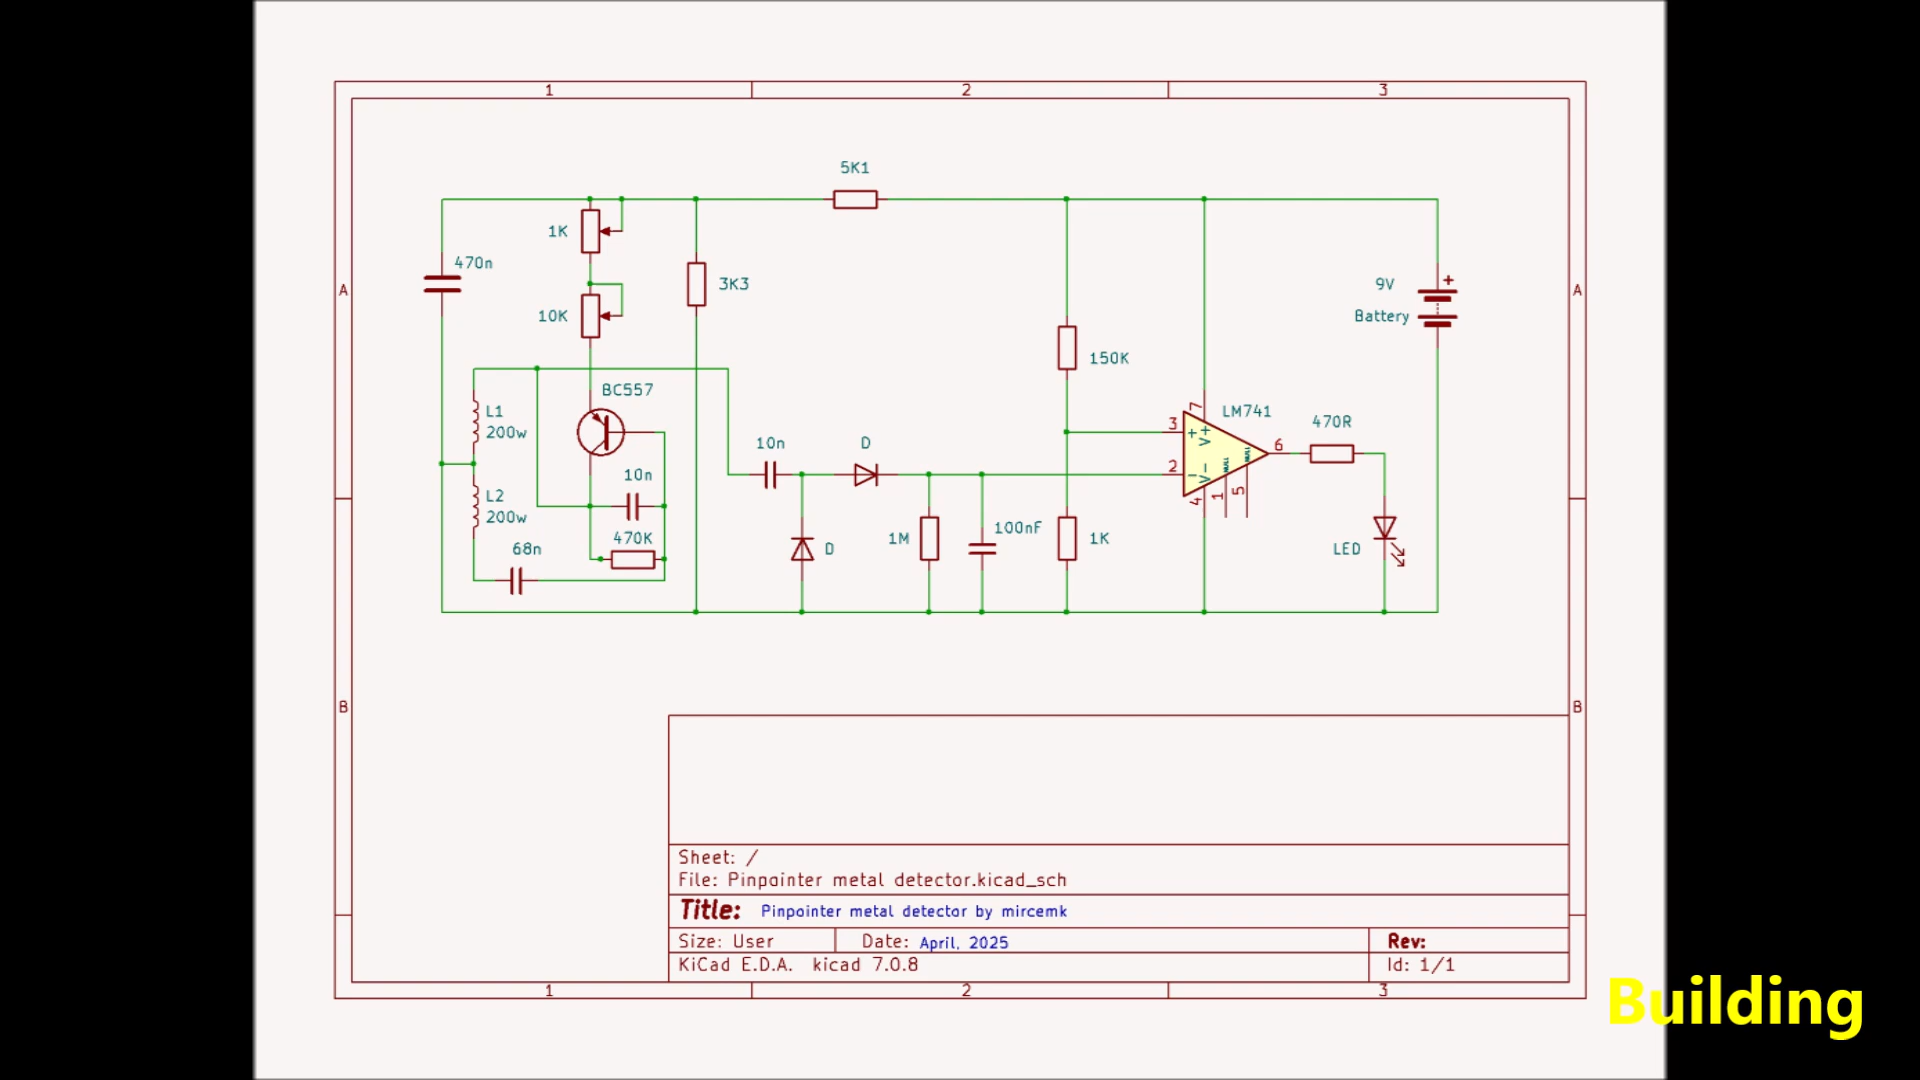 1 2 3
5K1
1K
470n
A
3K3
A
9V
10K
Battery
150K
BC557
L1
200w
LM741
7
3
470R
10n
D
6
2
10n
L2
200w
4
1
5
100nF
470K
1M
1K
68n
D
LED
B
B
Sheet: /
File: Pinpointer metal detector.kicad_sch
Title: Pinpointer metal detector by mircemk
Size: User Date: April, 2025 Rev:
KiCad E.D.A. kicad 7.0.8 Id: 1/1
1 2 3
Building